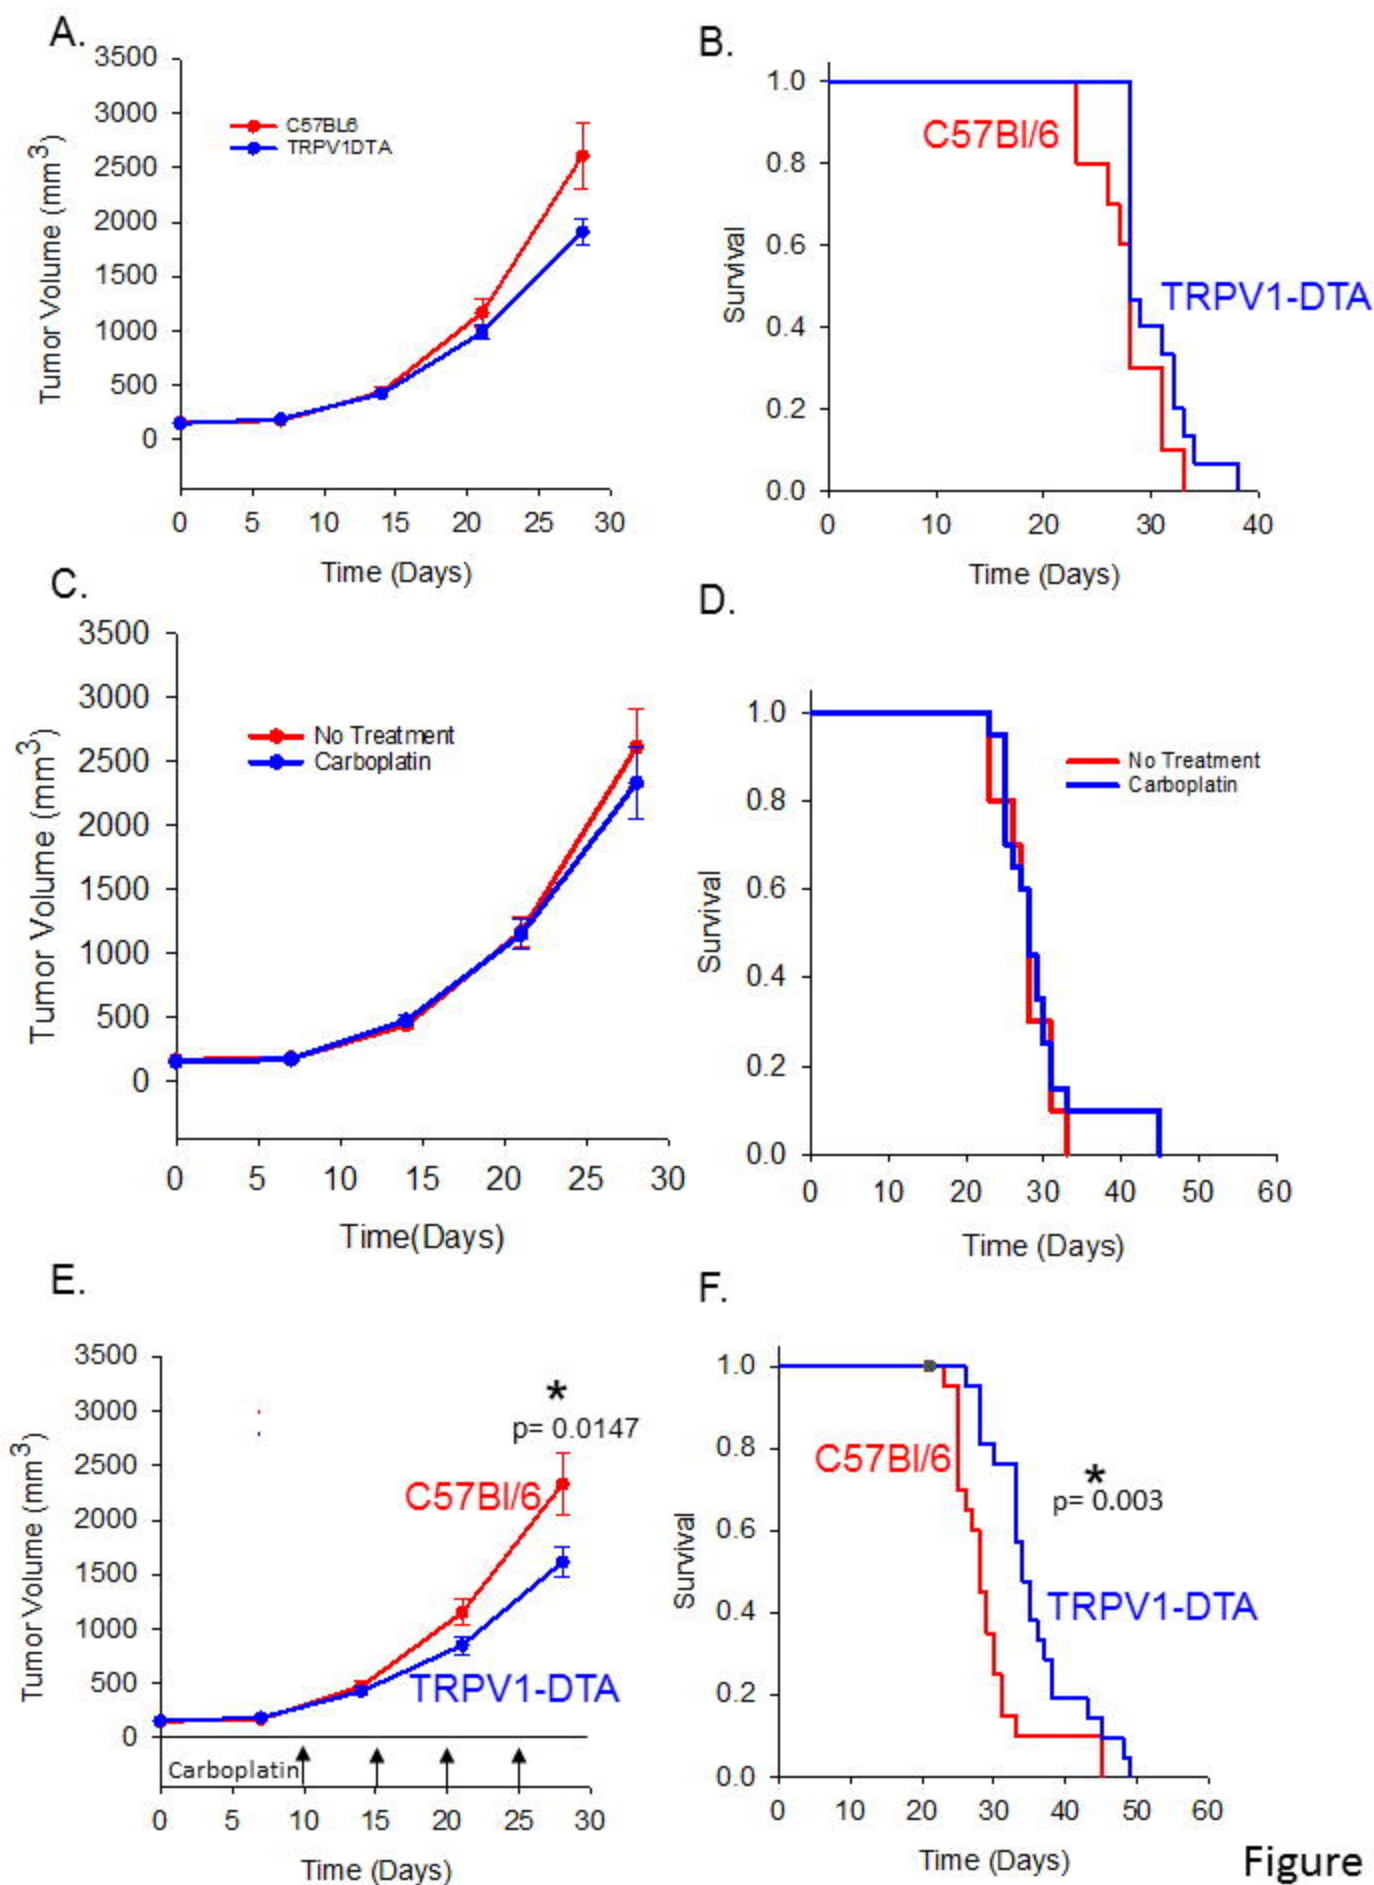 A.
3500
3000
2500
2000
1500
1000
500
0
Tumor Volume (mm3)
C57BL6
TRPV1DTA
0 5 10 15 20 25 30
Time (Days)
B.
1.0
0.8
0.6
0.4
0.2
0.0
Survival
C57Bl/6
TRPV1-DTA
0 10 20 30 40
Time (Days)
C.
3500
3000
2500
2000
1500
1000
500
0
Tumor Volume (mm3)
No Treatment
Carboplatin
0 5 10 15 20 25 30
Time(Days)
D.
1.0
0.8
0.6
0.4
0.2
0.0
Survival
No Treatment
Carboplatin
0 10 20 30 40 50 60
Time (Days)
E.
3500
3000
2500
2000
1500
1000
500
0
Tumor Volume (mm3)
*
p= 0.0147
C57Bl/6
TRPV1-DTA
Carboplatin
0 5 10 15 20 25 30
Time (Days)
F.
1.0
0.8
0.6
0.4
0.2
0.0
Survival
C57Bl/6
*
p= 0.003
TRPV1-DTA
0 10 20 30 40 50 60
Time (Days)
Figure